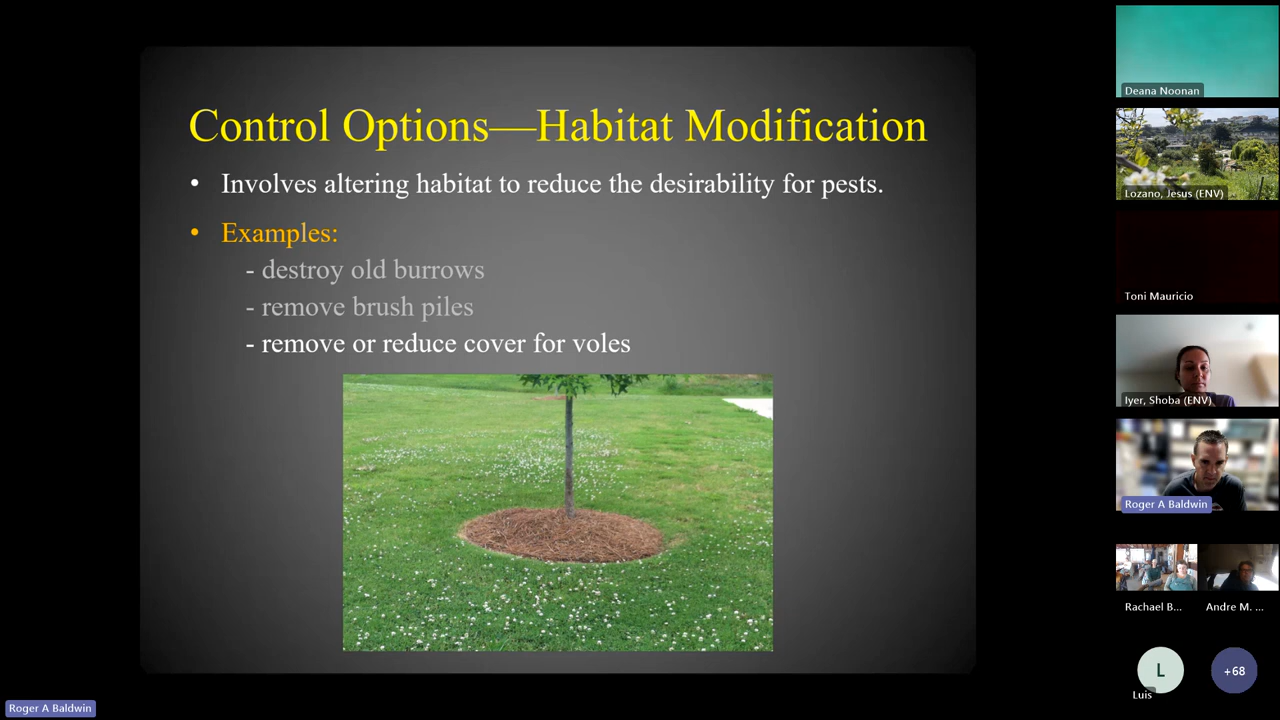 Control Options—Habitat Modification
• Involves altering habitat to reduce the desirability for pests.
• Examples:
- destroy old burrows
- remove brush piles
- remove or reduce cover for voles
Deana Noonan
Lozano, Jesus (ENV)
Toni Mauricio
Iyer, Shoba (ENV)
Roger A Baldwin
Rachael B...
Andre M. ...
L
Luis
+68
Roger A Baldwin